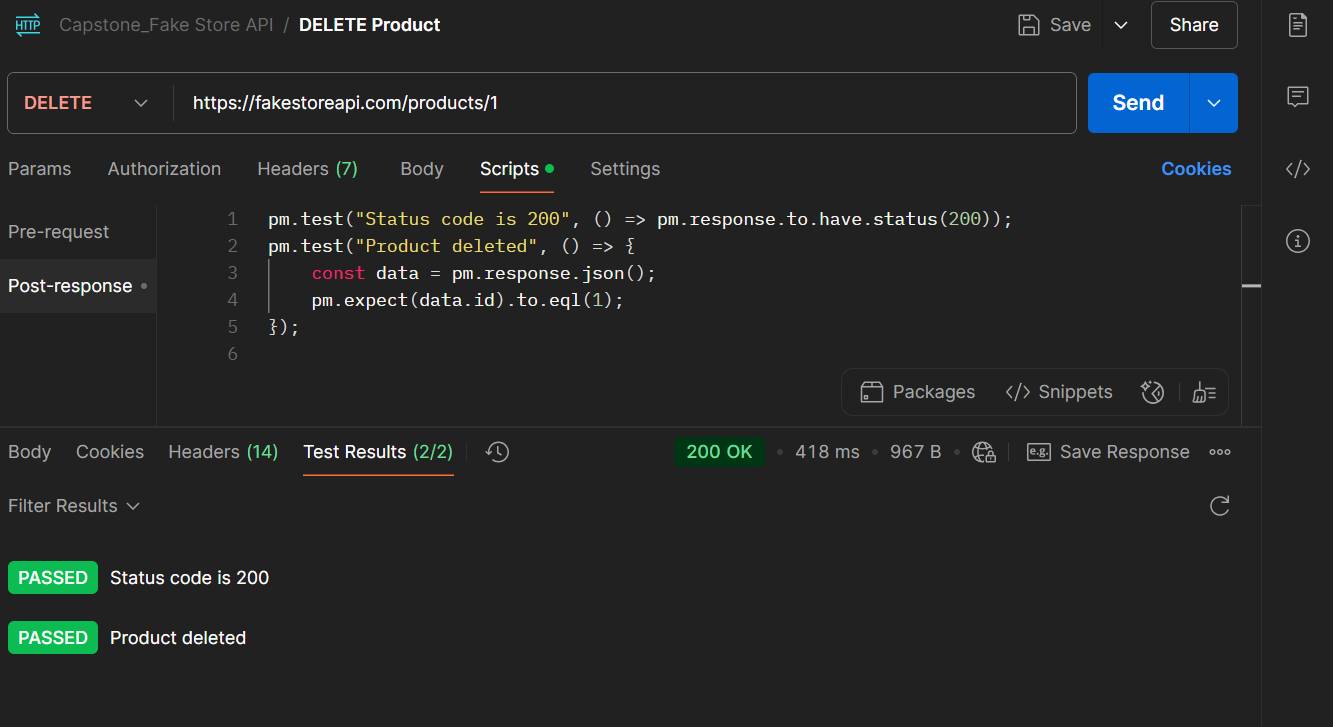 HTTP Capstone_Fake Store API / DELETE Product Save Share
DELETE https://fakestoreapi.com/products/1 Send
Params Authorization Headers (7) Body Scripts Settings Cookies
Pre-request
Post-response
1 pm.test("Status code is 200", () => pm.response.to.have.status(200));
2 pm.test("Product deleted", () => {
3 const data = pm.response.json();
4 pm.expect(data.id).to.eql(1);
5 });
6
Packages </> Snippets
Body Cookies Headers (14) Test Results (2/2) 200 OK • 418 ms • 967 B • e.g. Save Response
Filter Results
PASSED Status code is 200
PASSED Product deleted